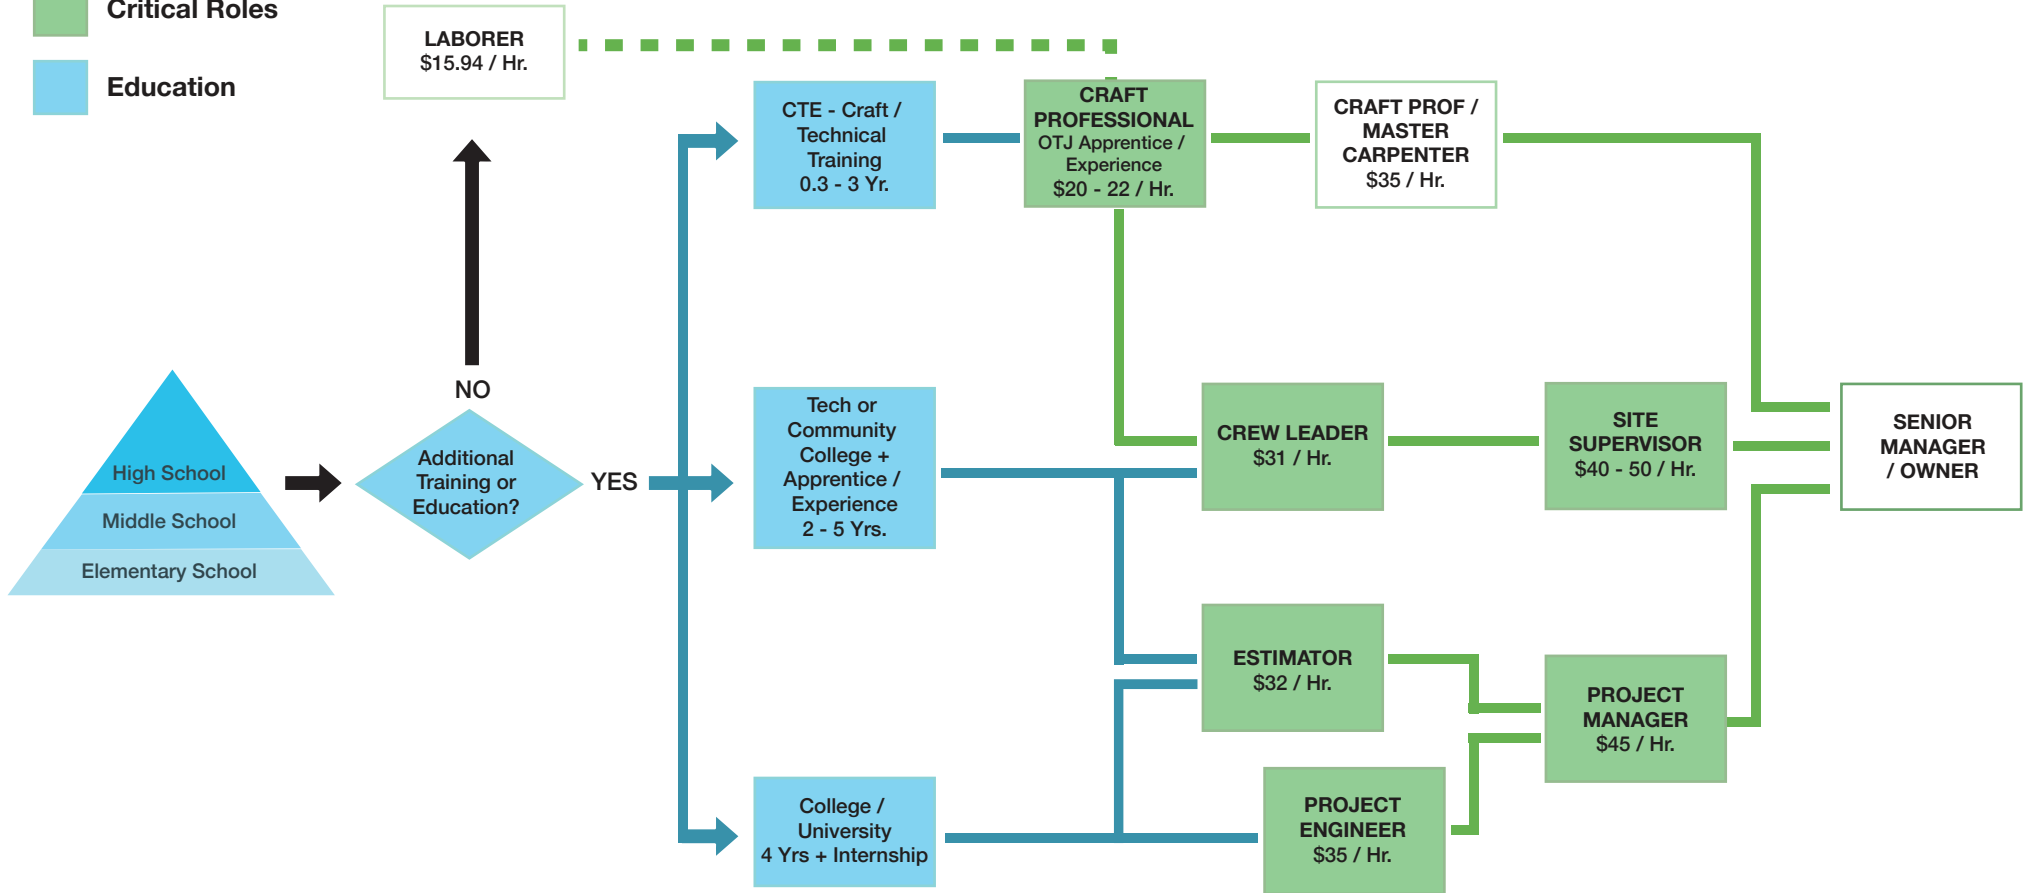 Critical Roles
Education
LABORER
$15.94 / Hr.
NO
High School
Middle School
Elementary School
Additional
Training or
Education?
YES
CTE - Craft /
Technical
Training
0.3 - 3 Yr.
Tech or
Community
College +
Apprentice /
Experience
2 - 5 Yrs.
College /
University
4 Yrs + Internship
CRAFT
PROFESSIONAL
OTJ Apprentice /
Experience
$20 - 22 / Hr.
CRAFT PROF /
MASTER
CARPENTER
$35 / Hr.
CREW LEADER
$31 / Hr.
SITE
SUPERVISOR
$40 - 50 / Hr.
SENIOR
MANAGER
/ OWNER
ESTIMATOR
$32 / Hr.
PROJECT
MANAGER
$45 / Hr.
PROJECT
ENGINEER
$35 / Hr.